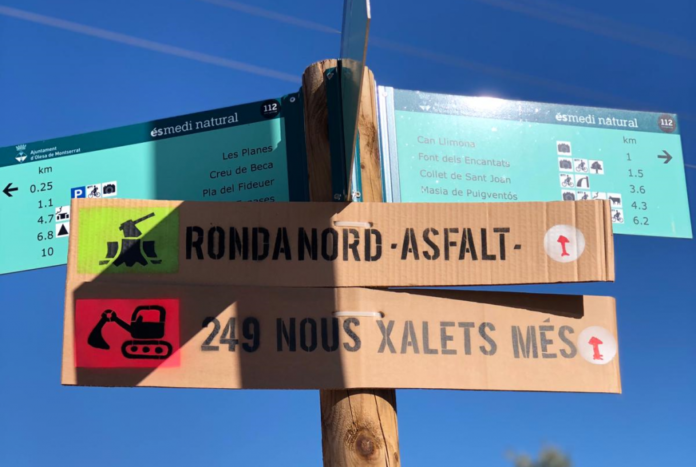 ésmedi natural 112
Ajuntament
d'Olesa de Montserrat
km
0.25
1.1
4.7
6.8
10
Les Planes
Creu de Beca
Pla del Fideuer
P
ésmedi natural 112
km
Can Llimona 1
Font dels Encantats 1.5
Collet de Sant Joan 3.6
Masia de Puigventós 4.3
6.2
RONDA NORD -ASFALT-
249 NOUS XALETS MÉS